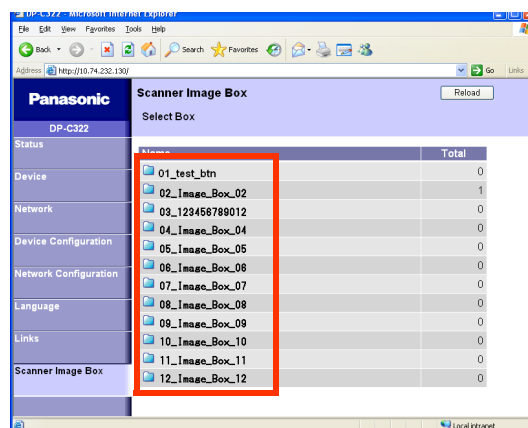 DP-C322 - Microsoft Internet Explorer
File Edit View Favorites Tools Help
Back Search Favorites
Address http://10.74.232.130/ Go Links
Panasonic
DP-C322
Status
Device
Network
Device Configuration
Network Configuration
Language
Links
Scanner Image Box
Scanner Image Box
Reload
Select Box
Name Total
01_test_btn 0
02_Image_Box_02 1
03_123456789012 0
04_Image_Box_04 0
05_Image_Box_05 0
06_Image_Box_06 0
07_Image_Box_07 0
08_Image_Box_08 0
09_Image_Box_09 0
10_Image_Box_10 0
11_Image_Box_11 0
12_Image_Box_12 0
Local intranet